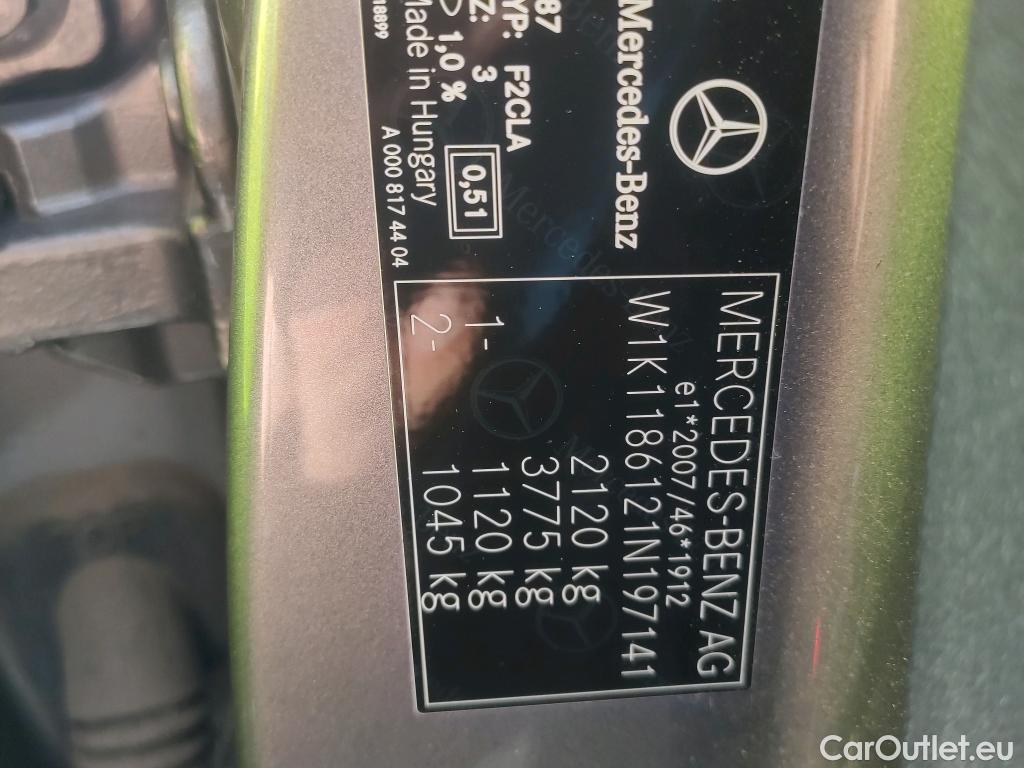 Mercedes-Benz
87
YP: F2CLA
Z: 3
1,0 %
0,51
Made in Hungary
18899
A 000 817 44 04
MERCEDES-BENZ AG
e1*2007/46*1912
W1K1186121N197141
2120 kg
3775 kg
1- 1120 kg
2- 1045 kg
CarOutlet.eu